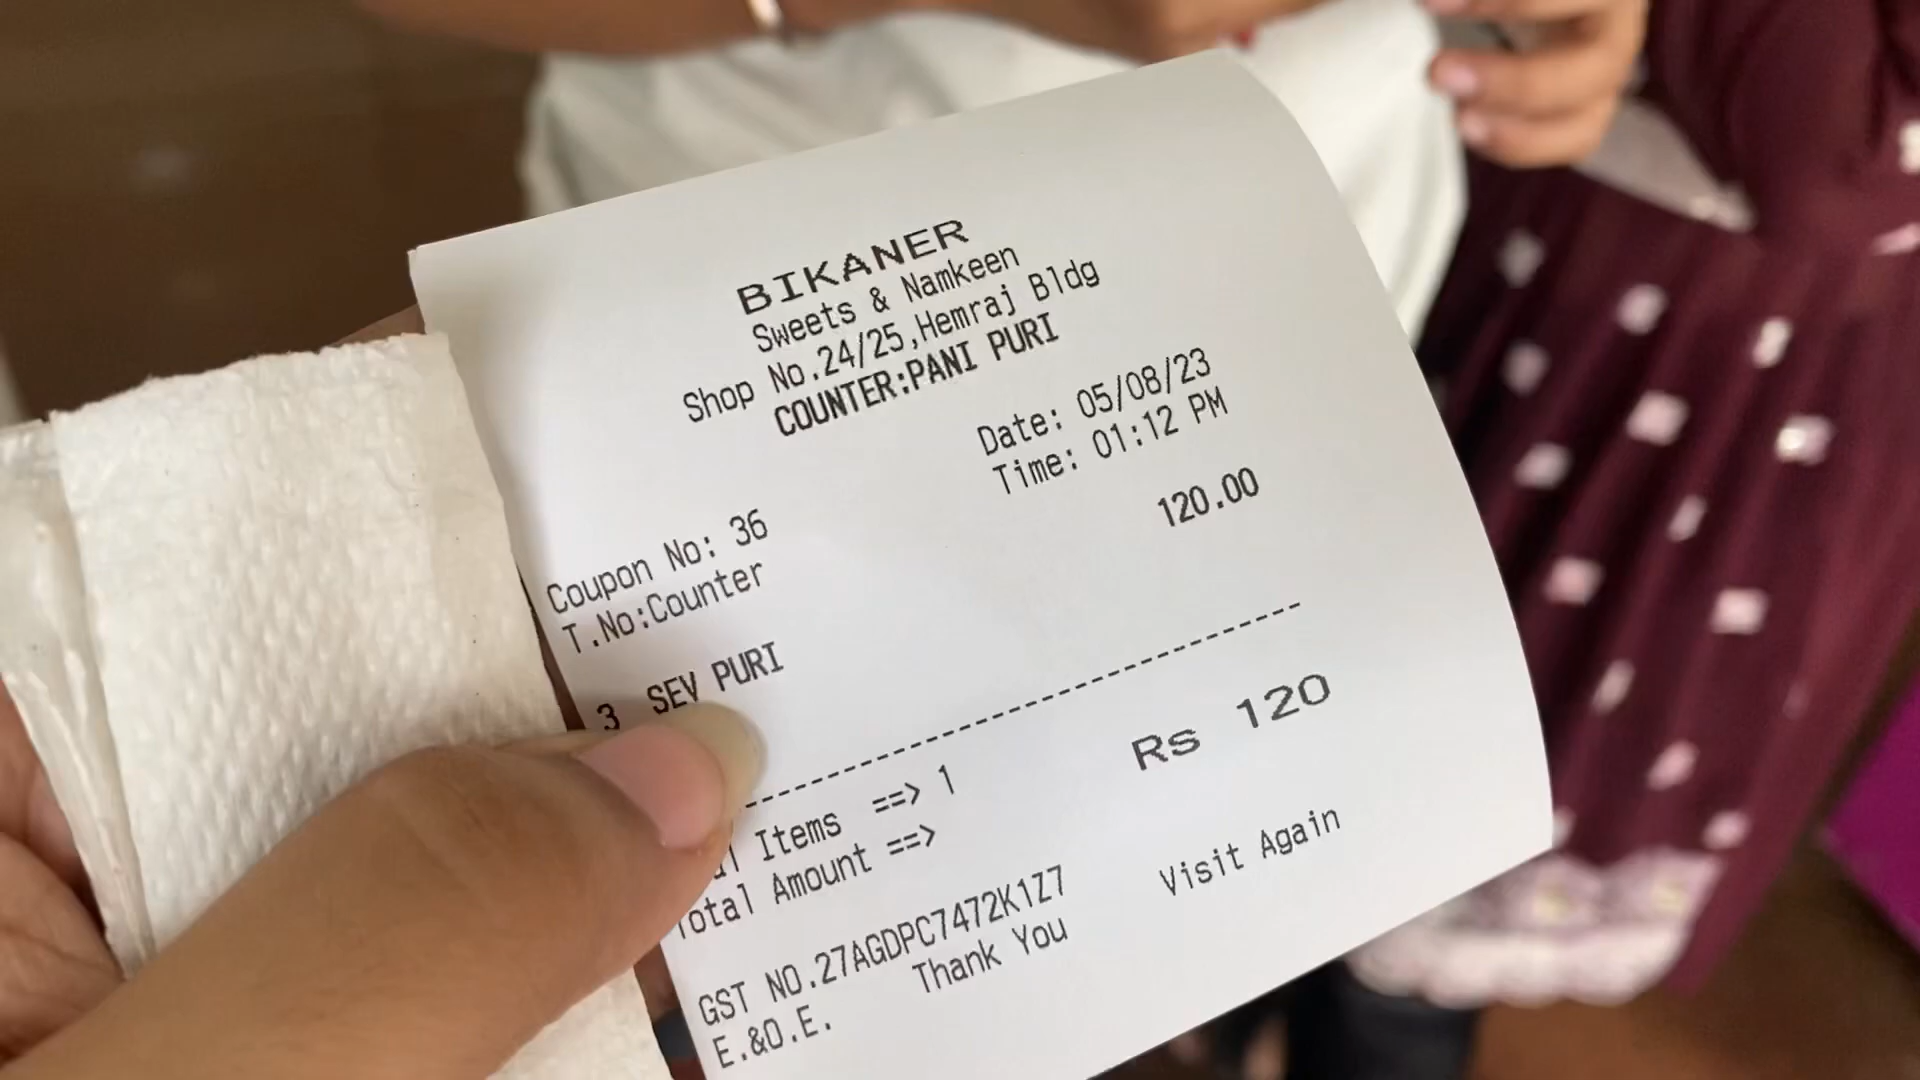 BIKANER
Sweets & Namkeen
Shop No.24/25,Hemraj Bldg
COUNTER:PANI PURI
Date: 05/08/23
Coupon No: 36 Time: 01:12 PM
T.No:Counter
3 SEV PURI 120.00
Items ==> 1
Total Amount ==> Rs 120
GST NO.27AGDPC7472K1Z7
E.&O.E. Thank You Visit Again